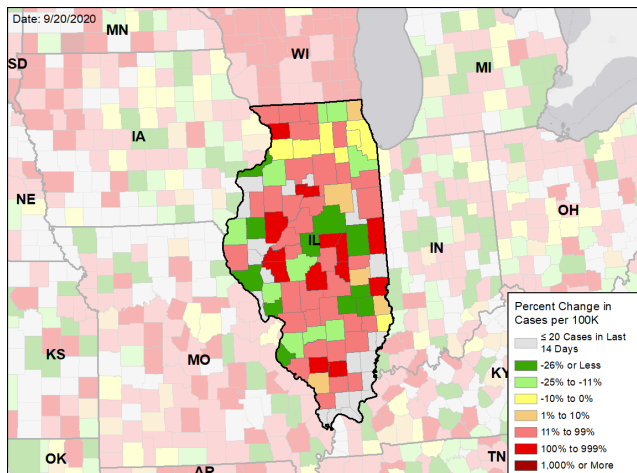 Date: 9/20/2020
MN
SD
WI
MI
IA
NE
OH
IL
IN
KS
MO
KY
OK
AR
TN
Percent Change in
Cases per 100K
≤ 20 Cases in Last
14 Days
-26% or Less
-25% to -11%
-10% to 0%
1% to 10%
11% to 99%
100% to 999%
1,000% or More